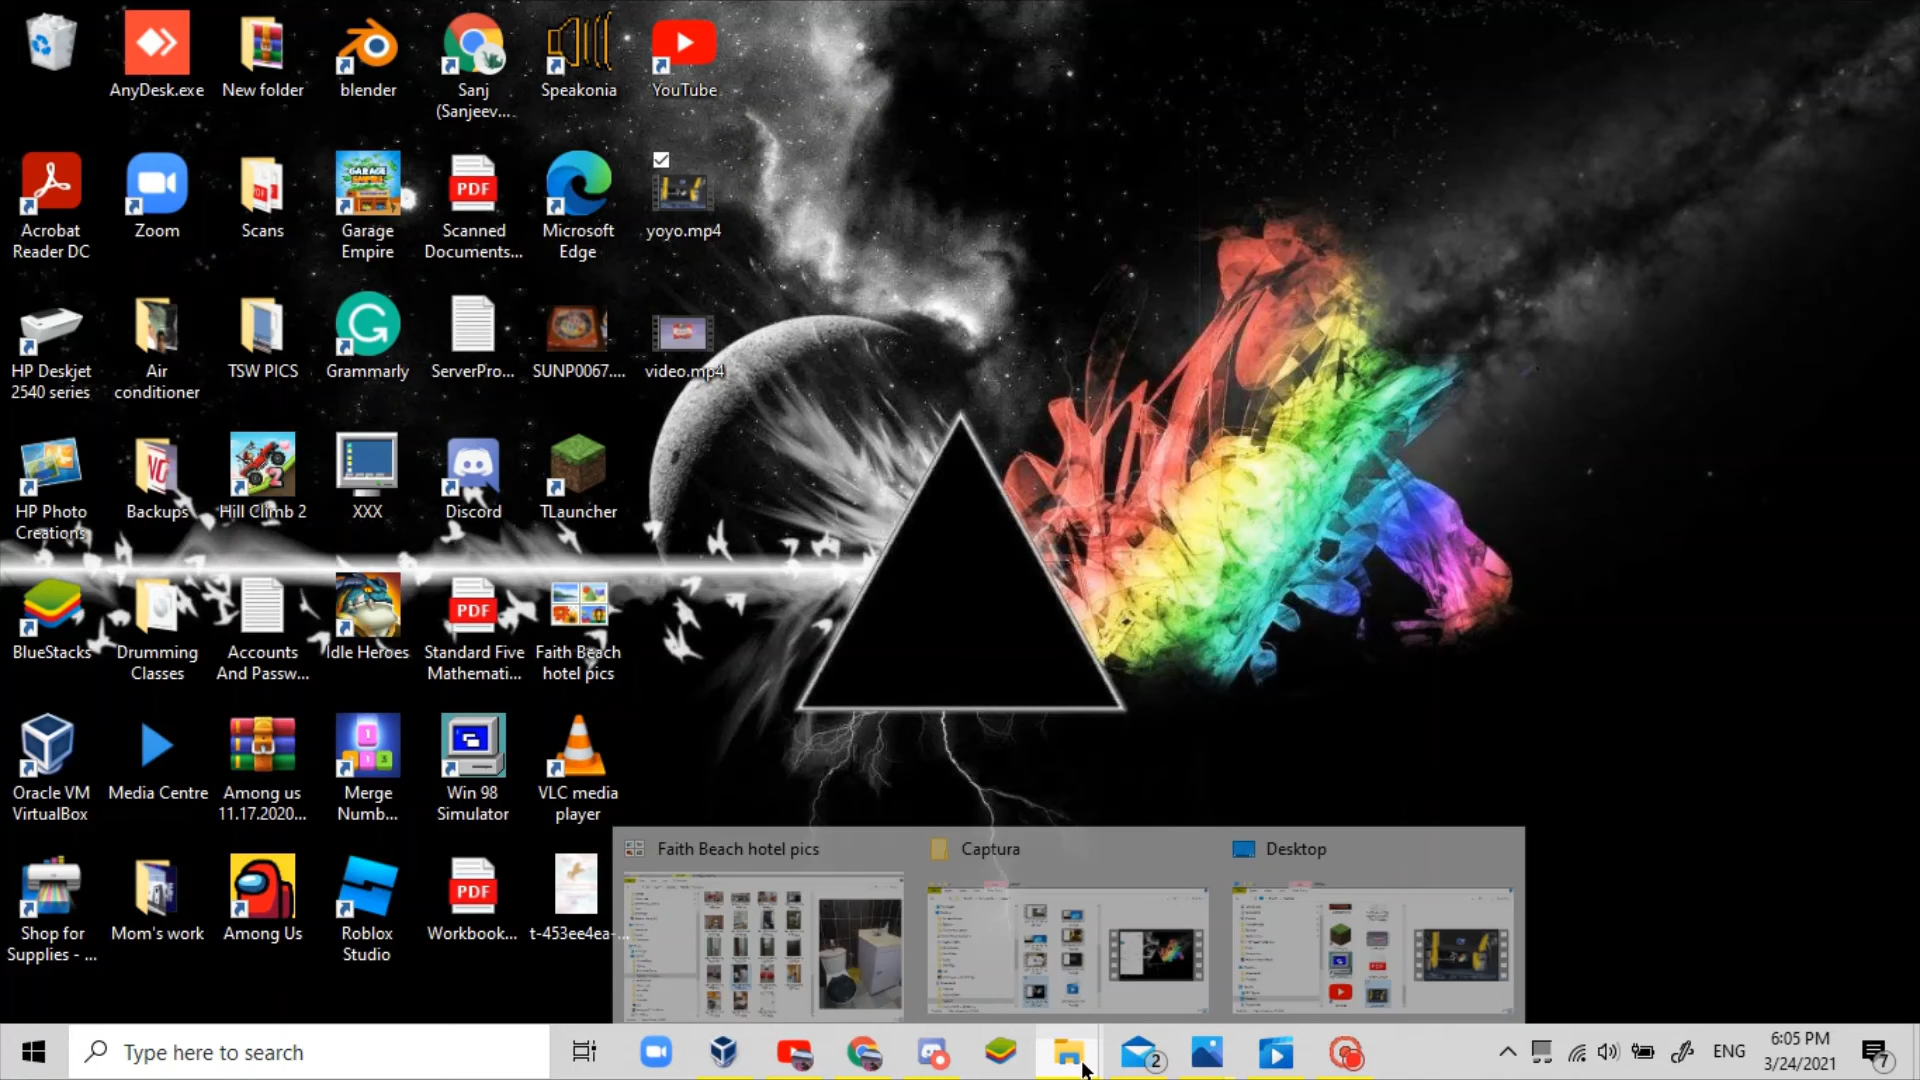 AnyDesk.exe
New folder
blender
Sanj
(Sanjeev...
Speakonia
YouTube
Acrobat
Reader DC
Zoom
Scans
Garage
Empire
PDF
Scanned
Documents...
Microsoft
Edge
yoyo.mp4
HP Deskjet
2540 series
Air
conditioner
TSW PICS
Grammarly
ServerPro...
SUNP0067....
video.mp4
HP Photo
Creations
Backups
Hill Climb 2
XXX
Discord
TLauncher
BlueStacks
Drumming
Classes
Accounts
And Passw...
Idle Heroes
PDF
Standard Five
Mathemati...
Faith Beach
hotel pics
Oracle VM
VirtualBox
Media Centre
Among us
11.17.2020...
Merge
Numb...
Win 98
Simulator
VLC media
player
Shop for
Supplies - ...
Mom's work
Among Us
Roblox
Studio
PDF
Workbook...
t-453ee4ea-...
Faith Beach hotel pics
Captura
Desktop
Type here to search
2
ENG
6:05 PM
3/24/2021
7